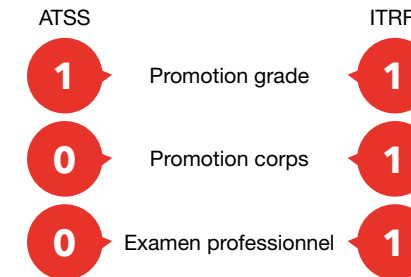 ATSS ITRF
1 Promotion grade 1
0 Promotion corps 1
0 Examen professionnel 1